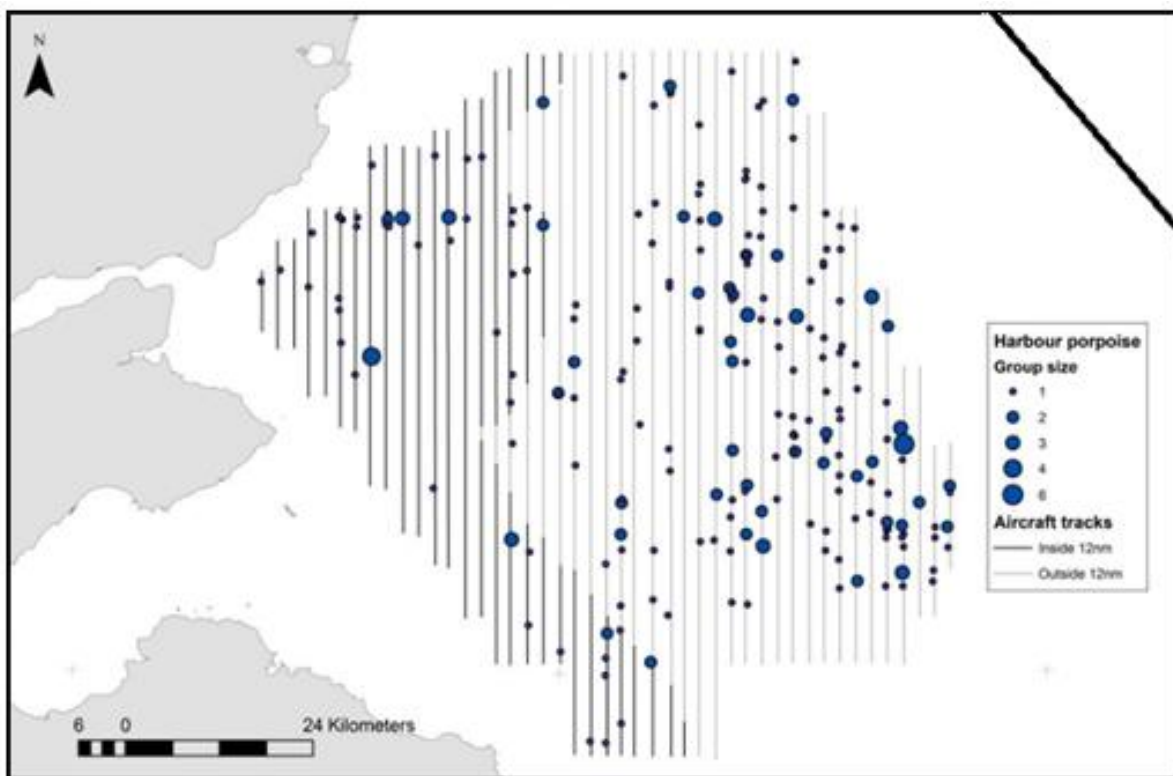 N
Harbour porpoise
Group size
1
2
3
4
6
Aircraft tracks
Inside 12nm
Outside 12nm
6 0 24 Kilometers